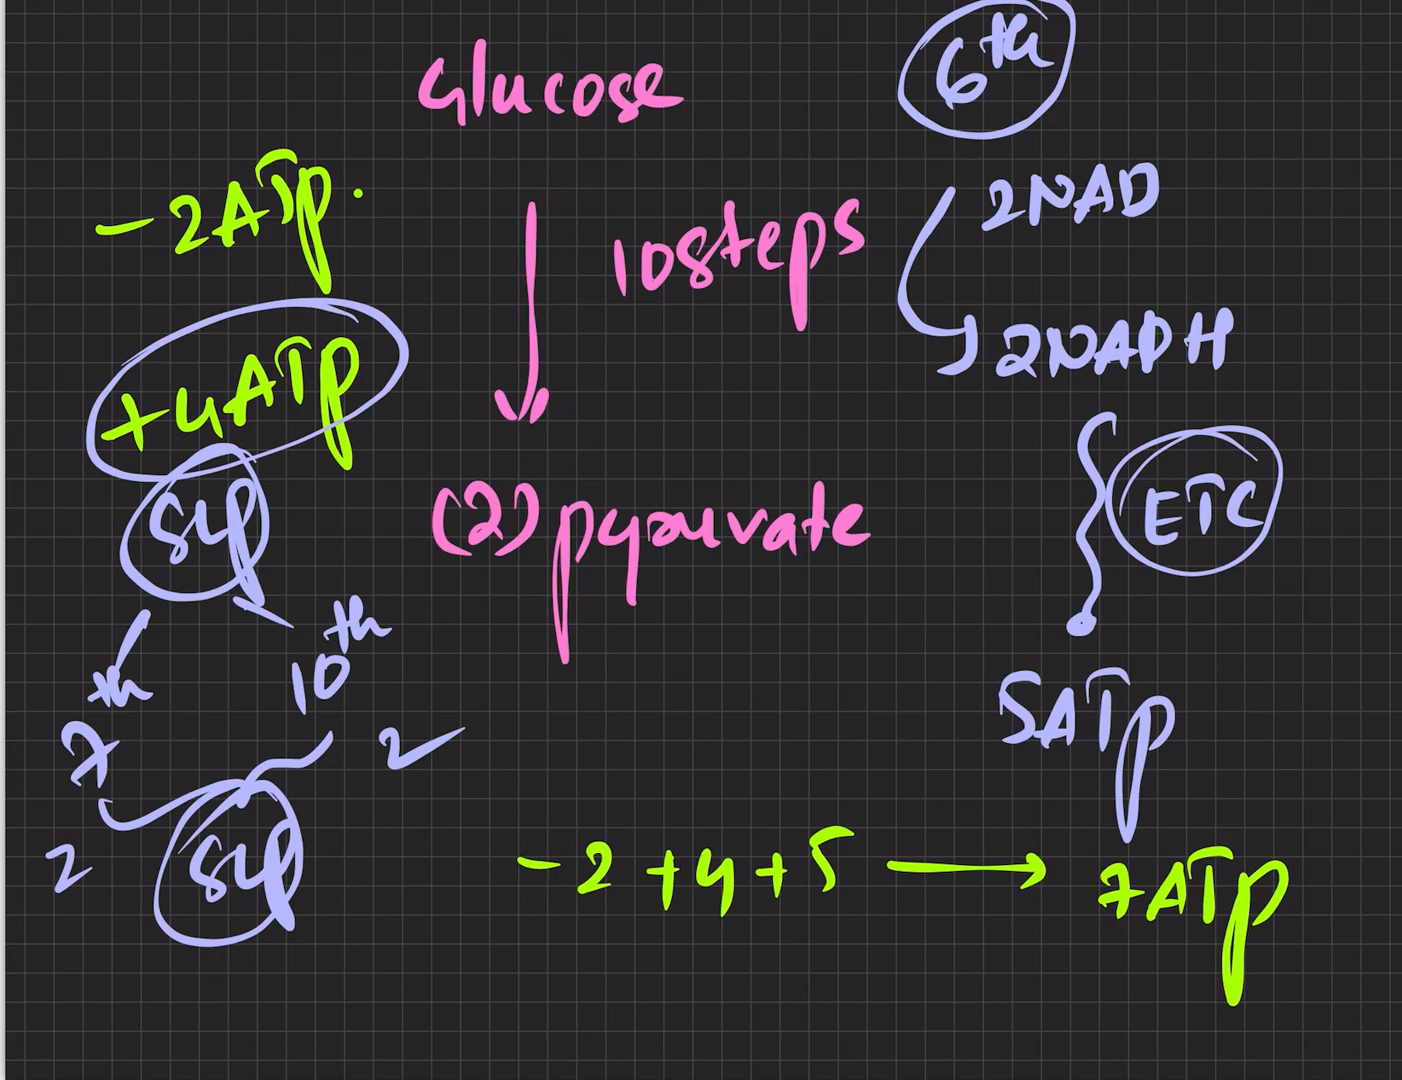 Glucose
6th
-2ATP.
10steps
2NAD
2NADH
+4ATP
SLP
(2) pyruvate
ETC
7th
10th
2
2
SLP
5ATP
-2+4+5 → 7ATP